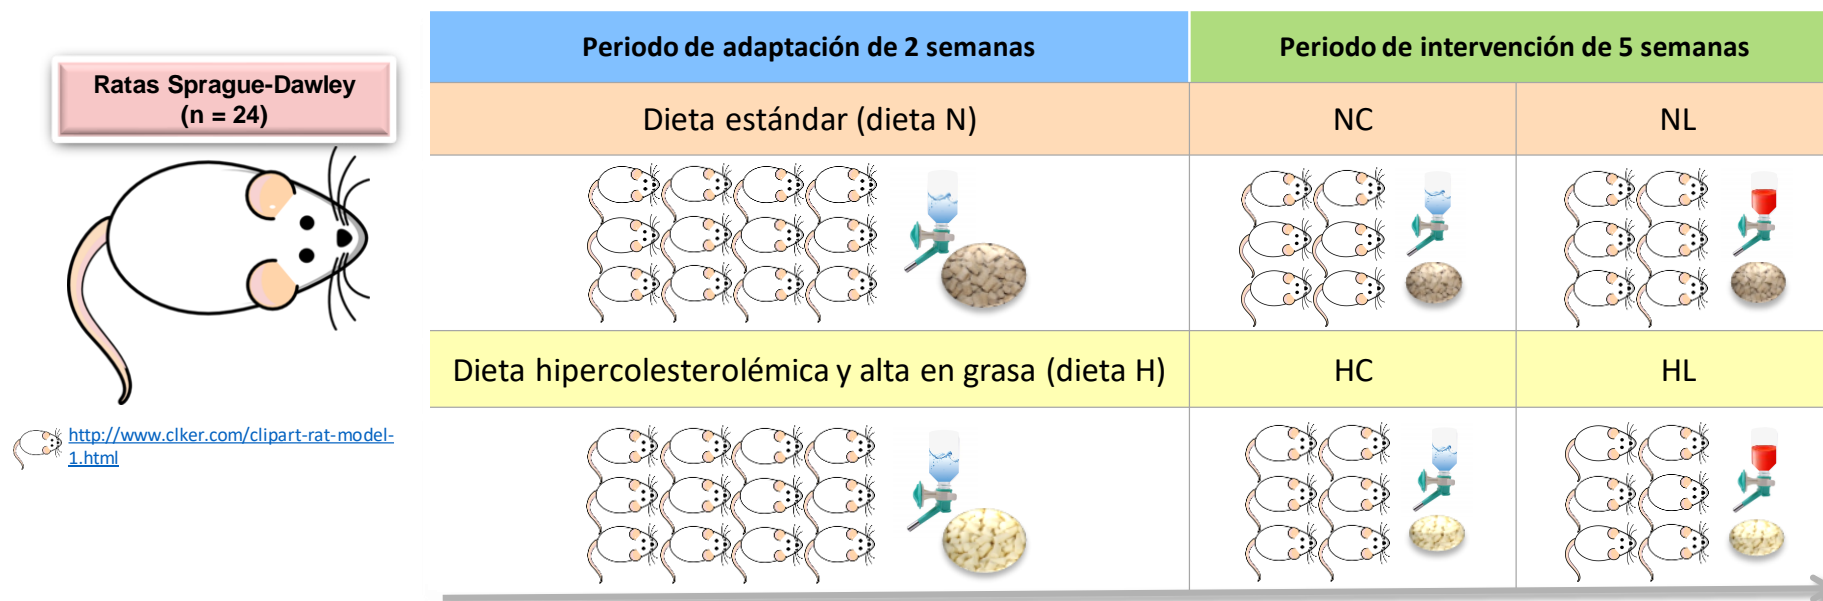 Ratas Sprague-Dawley
(n = 24)
http://www.clker.com/clipart-rat-model-
1.html
Periodo de adaptación de 2 semanas
Periodo de intervención de 5 semanas
Dieta estándar (dieta N)
NC
NL
Dieta hipercolesterolémica y alta en grasa (dieta H)
HC
HL